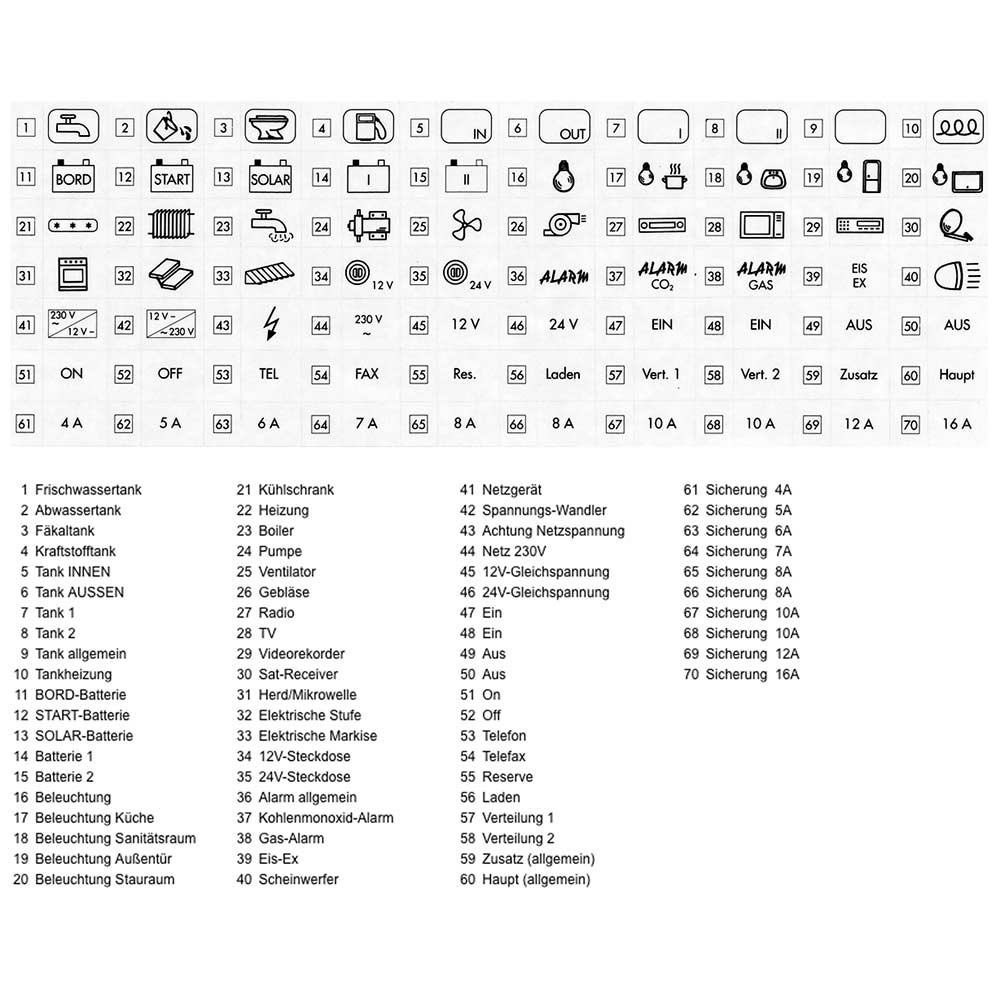 1 2 3 4 5 IN 6 OUT 7 I 8 II 9 10
11 BORD 12 START 13 SOLAR 14 I 15 II 16 17 18 19 20
21 22 23 24 25 26 27 28 29 30
31 32 33 34 12 V 35 24 V 36 ALARM 37 ALARM CO₂ 38 ALARM GAS 39 EIS EX 40
41 230 V ~ 12 V – 42 12 V – ~ 230 V 43 44 230 V ~ 45 12 V 46 24 V 47 EIN 48 EIN 49 AUS 50 AUS
51 ON 52 OFF 53 TEL 54 FAX 55 Res. 56 Laden 57 Vert. 1 58 Vert. 2 59 Zusatz 60 Haupt
61 4 A 62 5 A 63 6 A 64 7 A 65 8 A 66 8 A 67 10 A 68 10 A 69 12 A 70 16 A
1 Frischwassertank
2 Abwassertank
3 Fäkaltank
4 Kraftstofftank
5 Tank INNEN
6 Tank AUSSEN
7 Tank 1
8 Tank 2
9 Tank allgemein
10 Tankheizung
11 BORD-Batterie
12 START-Batterie
13 SOLAR-Batterie
14 Batterie 1
15 Batterie 2
16 Beleuchtung
17 Beleuchtung Küche
18 Beleuchtung Sanitätsraum
19 Beleuchtung Außentür
20 Beleuchtung Stauraum
21 Kühlschrank
22 Heizung
23 Boiler
24 Pumpe
25 Ventilator
26 Gebläse
27 Radio
28 TV
29 Videorekorder
30 Sat-Receiver
31 Herd/Mikrowelle
32 Elektrische Stufe
33 Elektrische Markise
34 12V-Steckdose
35 24V-Steckdose
36 Alarm allgemein
37 Kohlenmonoxid-Alarm
38 Gas-Alarm
39 Eis-Ex
40 Scheinwerfer
41 Netzgerät
42 Spannungs-Wandler
43 Achtung Netzspannung
44 Netz 230V
45 12V-Gleichspannung
46 24V-Gleichspannung
47 Ein
48 Ein
49 Aus
50 Aus
51 On
52 Off
53 Telefon
54 Telefax
55 Reserve
56 Laden
57 Verteilung 1
58 Verteilung 2
59 Zusatz (allgemein)
60 Haupt (allgemein)
61 Sicherung 4A
62 Sicherung 5A
63 Sicherung 6A
64 Sicherung 7A
65 Sicherung 8A
66 Sicherung 8A
67 Sicherung 10A
68 Sicherung 10A
69 Sicherung 12A
70 Sicherung 16A